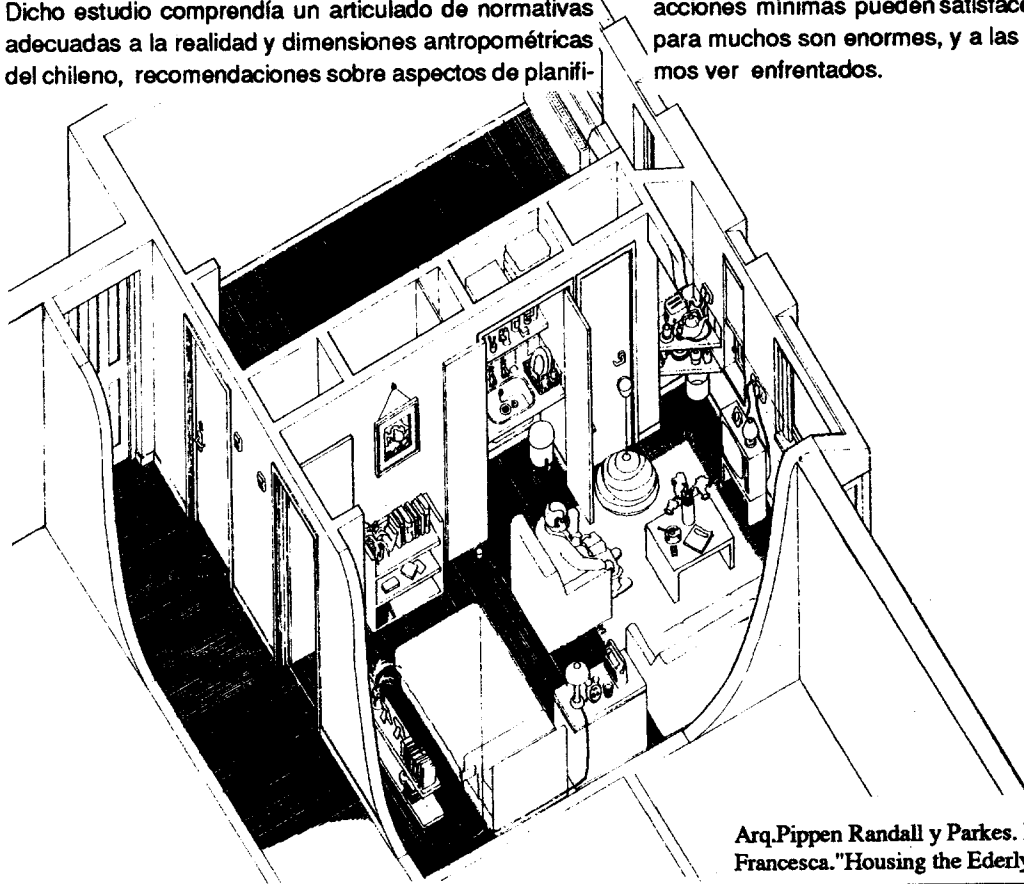 Dicho estudio comprendía un articulado de normativas
adecuadas a la realidad y dimensiones antropométricas
del chileno, recomendaciones sobre aspectos de planifi-
acciones mínimas pueden satisface
para muchos son enormes, y a las
mos ver enfrentados.
Arq.Pippen Randall y Parkes.
Francesca."Housing the Ederly